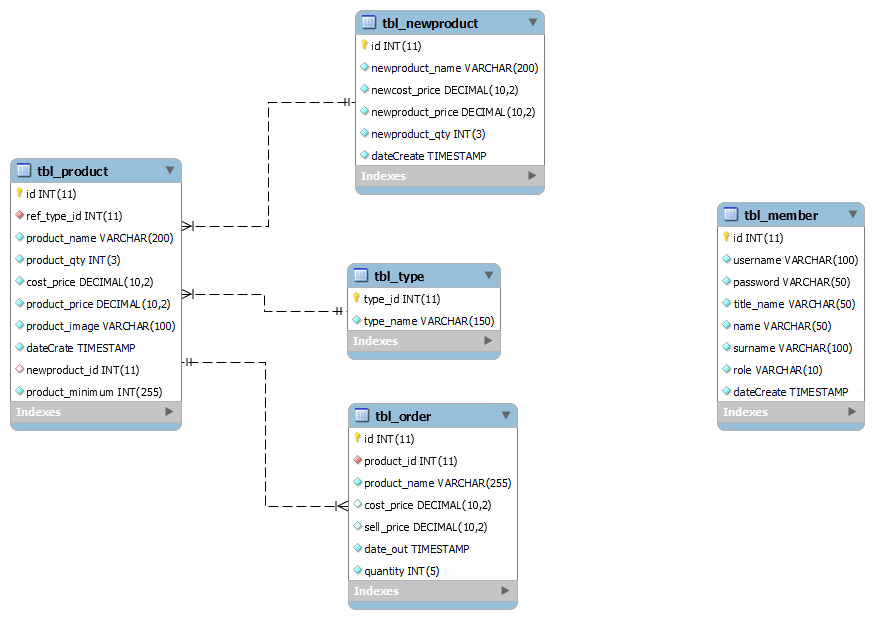 tbl_newproduct
id INT(11)
newproduct_name VARCHAR(200)
newcost_price DECIMAL(10,2)
newproduct_price DECIMAL(10,2)
newproduct_qty INT(3)
dateCreate TIMESTAMP
Indexes
tbl_product
id INT(11)
ref_type_id INT(11)
product_name VARCHAR(200)
product_qty INT(3)
cost_price DECIMAL(10,2)
product_price DECIMAL(10,2)
product_image VARCHAR(100)
dateCrate TIMESTAMP
newproduct_id INT(11)
product_minimum INT(255)
Indexes
tbl_type
type_id INT(11)
type_name VARCHAR(150)
Indexes
tbl_order
id INT(11)
product_id INT(11)
product_name VARCHAR(255)
cost_price DECIMAL(10,2)
sell_price DECIMAL(10,2)
date_out TIMESTAMP
quantity INT(5)
Indexes
tbl_member
id INT(11)
username VARCHAR(100)
password VARCHAR(50)
title_name VARCHAR(50)
name VARCHAR(50)
surname VARCHAR(100)
role VARCHAR(10)
dateCreate TIMESTAMP
Indexes